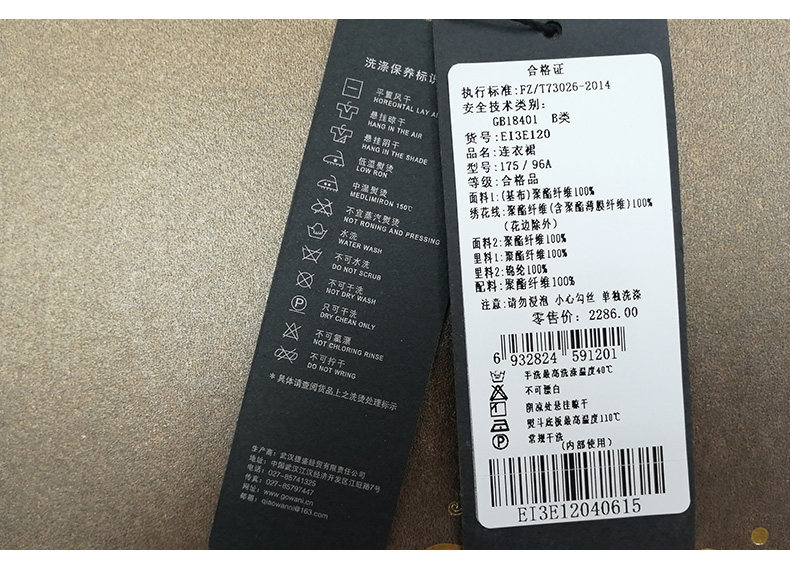 洗涤保养标识
平置风干
HOREONTAL LAY A
悬挂晾干
HANG IN THE AIR
悬挂阴干
HANG IN THE SHADE
低温熨烫
LOW RON
中温熨烫
MEDLIMIRON 150℃
不宜蒸汽熨烫
NOT RONING AND PRESSING
水洗
WATER WASH
不可水洗
DO NOT SCRUB
不可干洗
NOT DRY WASH
只可干洗
DRY CHEAN ONLY
不可氯漂
NOT CHLORING RINSE
不可拧干
DO NOT WRING
*具体请查阅货品上之洗烫处理标示
生产商：武汉捷盛经贸有限责任公司
地址：中国武汉江汉经济开发区江旺路7号
电话：027-85741325
传真：027-85797447
网址：www.gowani.cn
邮箱：qiaowanni@163.com
合格证
执行标准:FZ/T73026-2014
安全技术类别:
GB18401 B类
货号:EI3E120
品名:连衣裙
型号:175/96A
等级:合格品
面料1:(基布)聚酯纤维100%
绣花线:聚酯纤维(含聚酯薄膜纤维)100%
(花边除外)
面料2:聚酯纤维100%
里料1:聚酯纤维100%
里料2:锦纶100%
配料:聚酯纤维100%
注意:请勿浸泡 小心勾丝 单独洗涤
零售价: 2286.00
6 932824 591201
手洗最高洗涤温度40℃
不可漂白
阴凉处悬挂晾干
熨斗底板最高温度110℃
常规干洗
(内部使用)
EI3E12040615